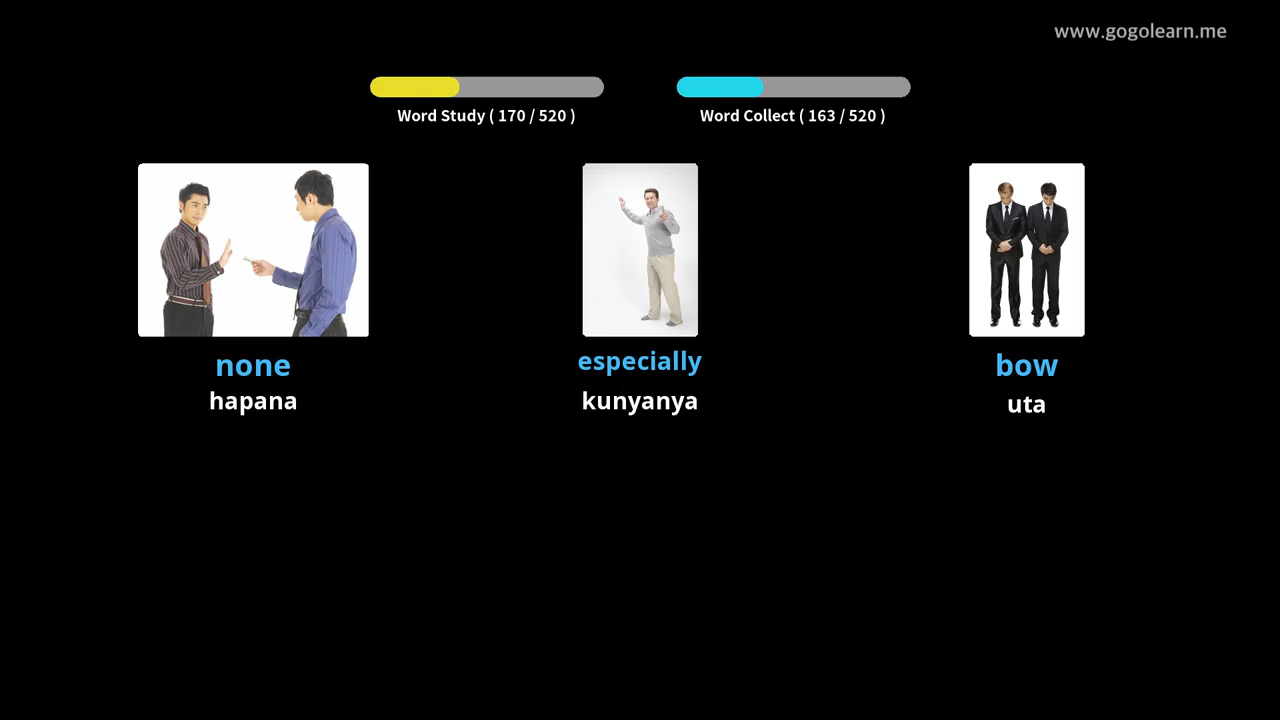 www.gogolearn.me
Word Study ( 170 / 520 )
Word Collect ( 163 / 520 )
none
hapana
especially
kunyanya
bow
uta